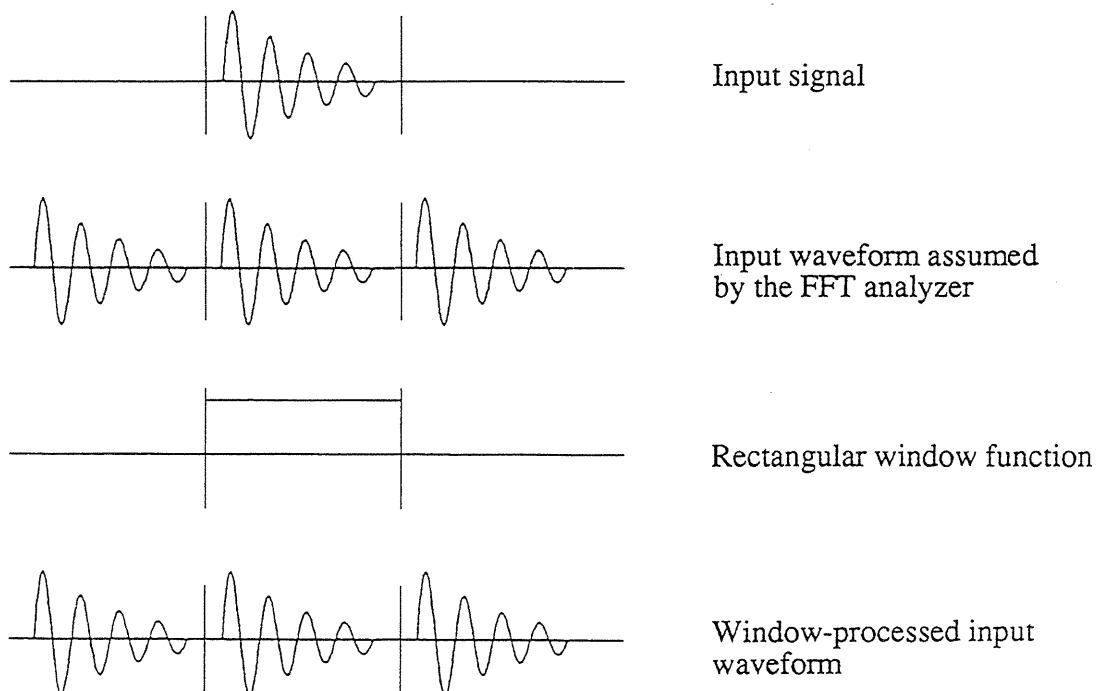 Input signal
Input waveform assumed
by the FFT analyzer
Rectangular window function
Window-processed input
waveform